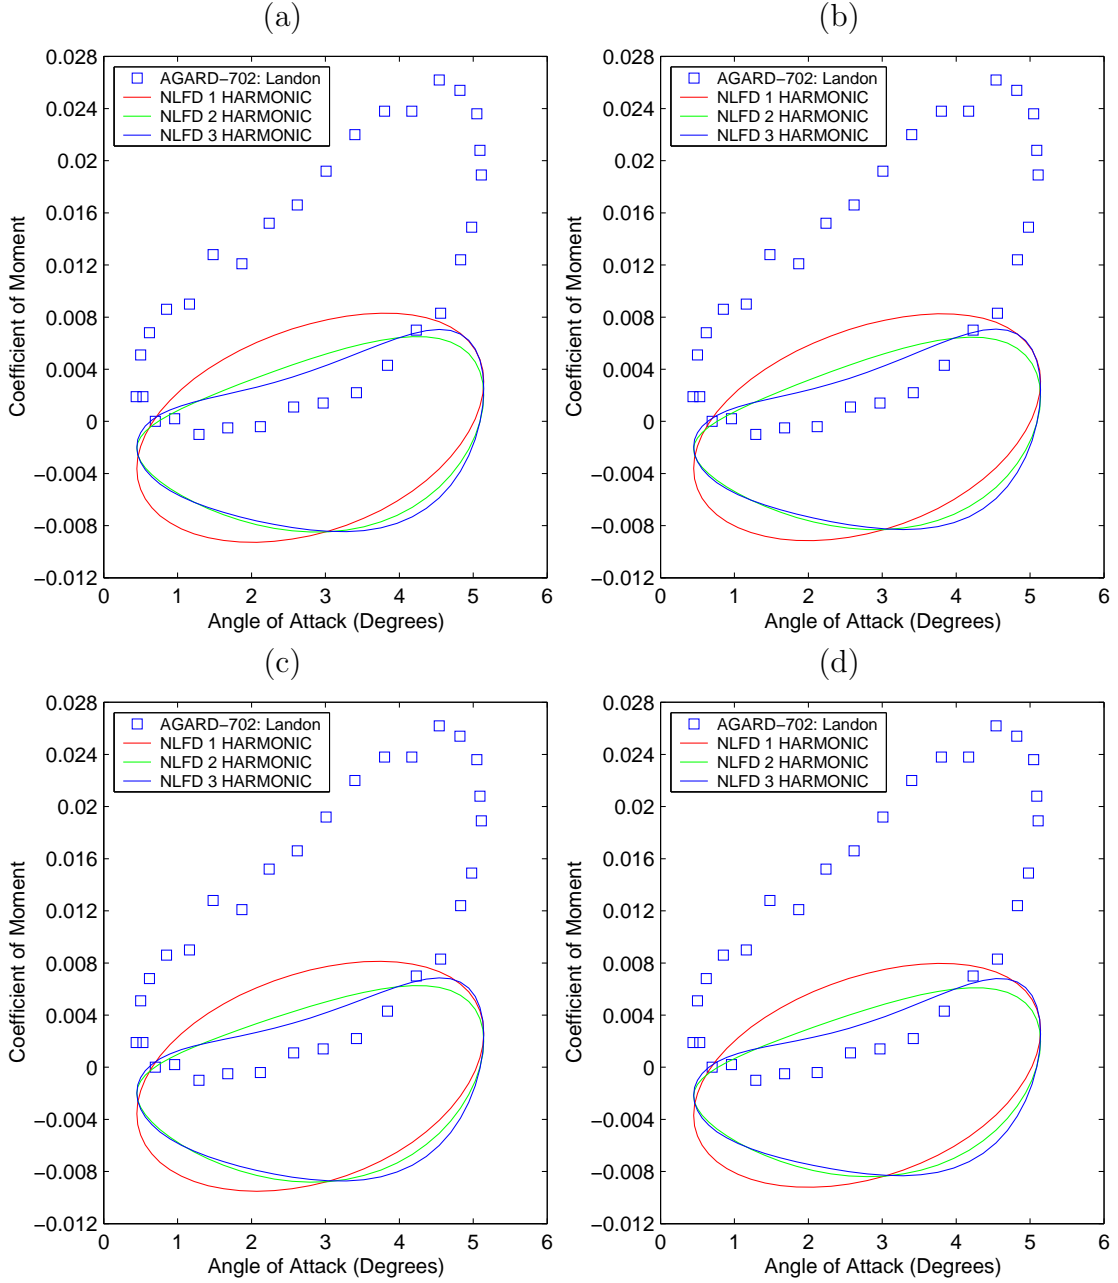 (a)
0.028
0.024
0.02
0.016
0.012
0.008
0.004
0
−0.004
−0.008
−0.012
0 1 2 3 4 5 6
Coefficient of Moment
Angle of Attack (Degrees)
AGARD−702: Landon
NLFD 1 HARMONIC
NLFD 2 HARMONIC
NLFD 3 HARMONIC
(b)
0.028
0.024
0.02
0.016
0.012
0.008
0.004
0
−0.004
−0.008
−0.012
0 1 2 3 4 5 6
Coefficient of Moment
Angle of Attack (Degrees)
AGARD−702: Landon
NLFD 1 HARMONIC
NLFD 2 HARMONIC
NLFD 3 HARMONIC
(c)
0.028
0.024
0.02
0.016
0.012
0.008
0.004
0
−0.004
−0.008
−0.012
0 1 2 3 4 5 6
Coefficient of Moment
Angle of Attack (Degrees)
AGARD−702: Landon
NLFD 1 HARMONIC
NLFD 2 HARMONIC
NLFD 3 HARMONIC
(d)
0.028
0.024
0.02
0.016
0.012
0.008
0.004
0
−0.004
−0.008
−0.012
0 1 2 3 4 5 6
Coefficient of Moment
Angle of Attack (Degrees)
AGARD−702: Landon
NLFD 1 HARMONIC
NLFD 2 HARMONIC
NLFD 3 HARMONIC